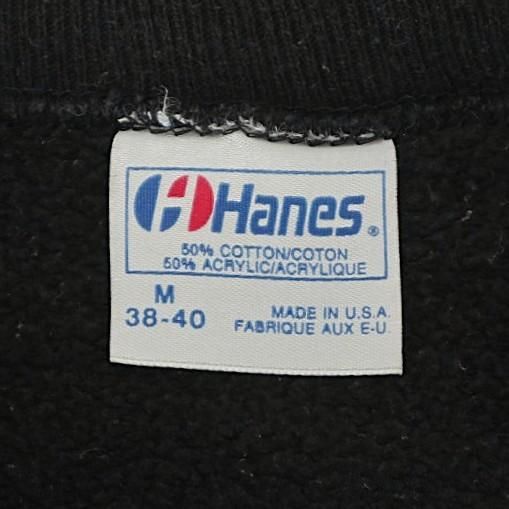 Hanes®
50% COTTON/COTON
50% ACRYLIC/ACRYLIQUE
M
38-40
MADE IN U.S.A.
FABRIQUE AUX E-U.